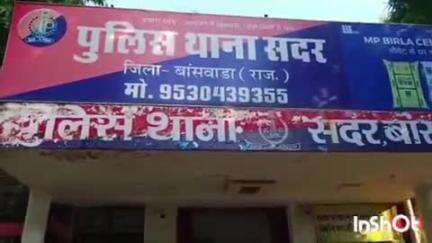 पुलिस थाना सदर
MP BIRLA CE
जिला- बांसवाडा (राज.)
मो. 9530439355
पुलिस थाना सदर, बां
InShOt